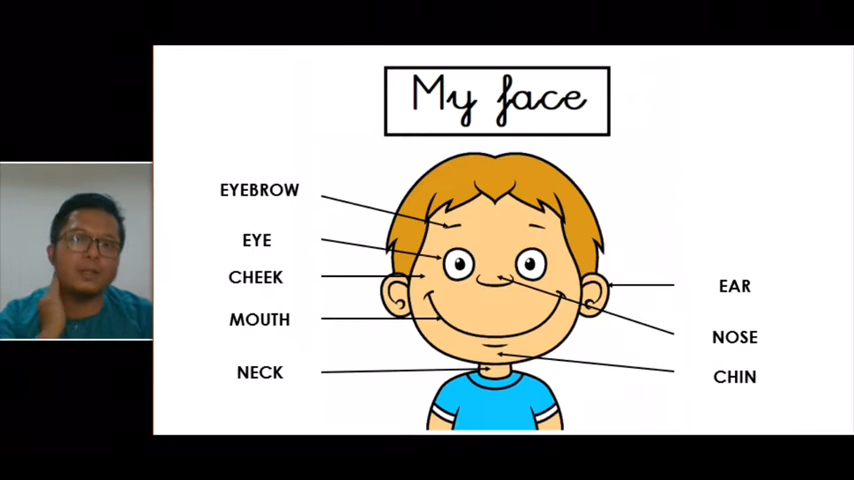 My face
EYEBROW
EYE
CHEEK
MOUTH
NECK
EAR
NOSE
CHIN